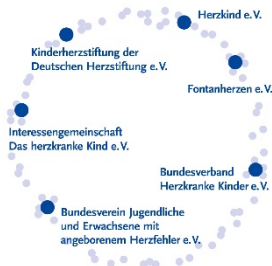 Herzkind e.V.
Kinderherzstiftung der
Deutschen Herzstiftung e.V.
Fontanherzen e.V.
Interessengemeinschaft
Das herzkranke Kind e.V.
Bundesverband
Herzkranke Kinder e.V.
Bundesverein Jugendliche
und Erwachsene mit
angeborenem Herzfehler e.V.